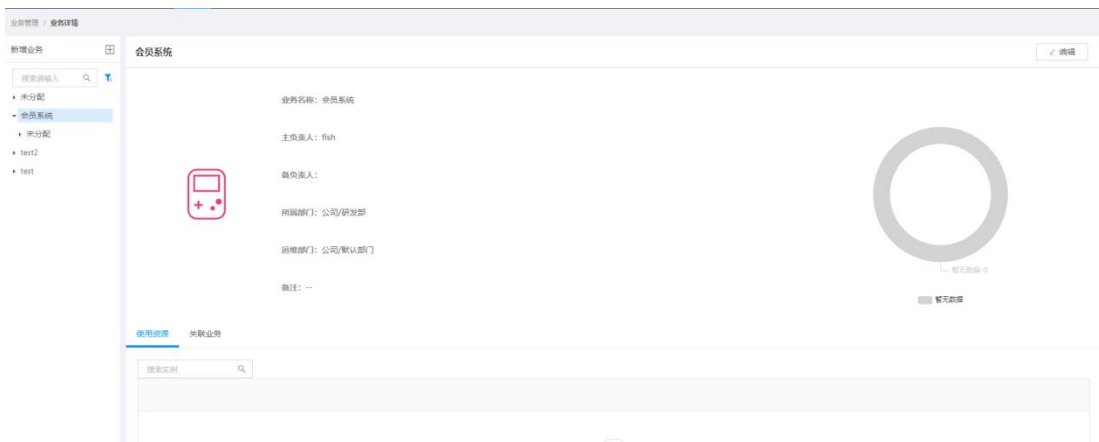 业务管理 / 业务详情
新增业务
搜索请输入
未分配
会员系统
未分配
test2
test
会员系统
编辑
业务名称：会员系统
主负责人：fish
备负责人：
所属部门：公司/研发部
运维部门：公司/默认部门
备注：--
暂无数据: 0
暂无数据
使用资源 关联业务
搜索实例